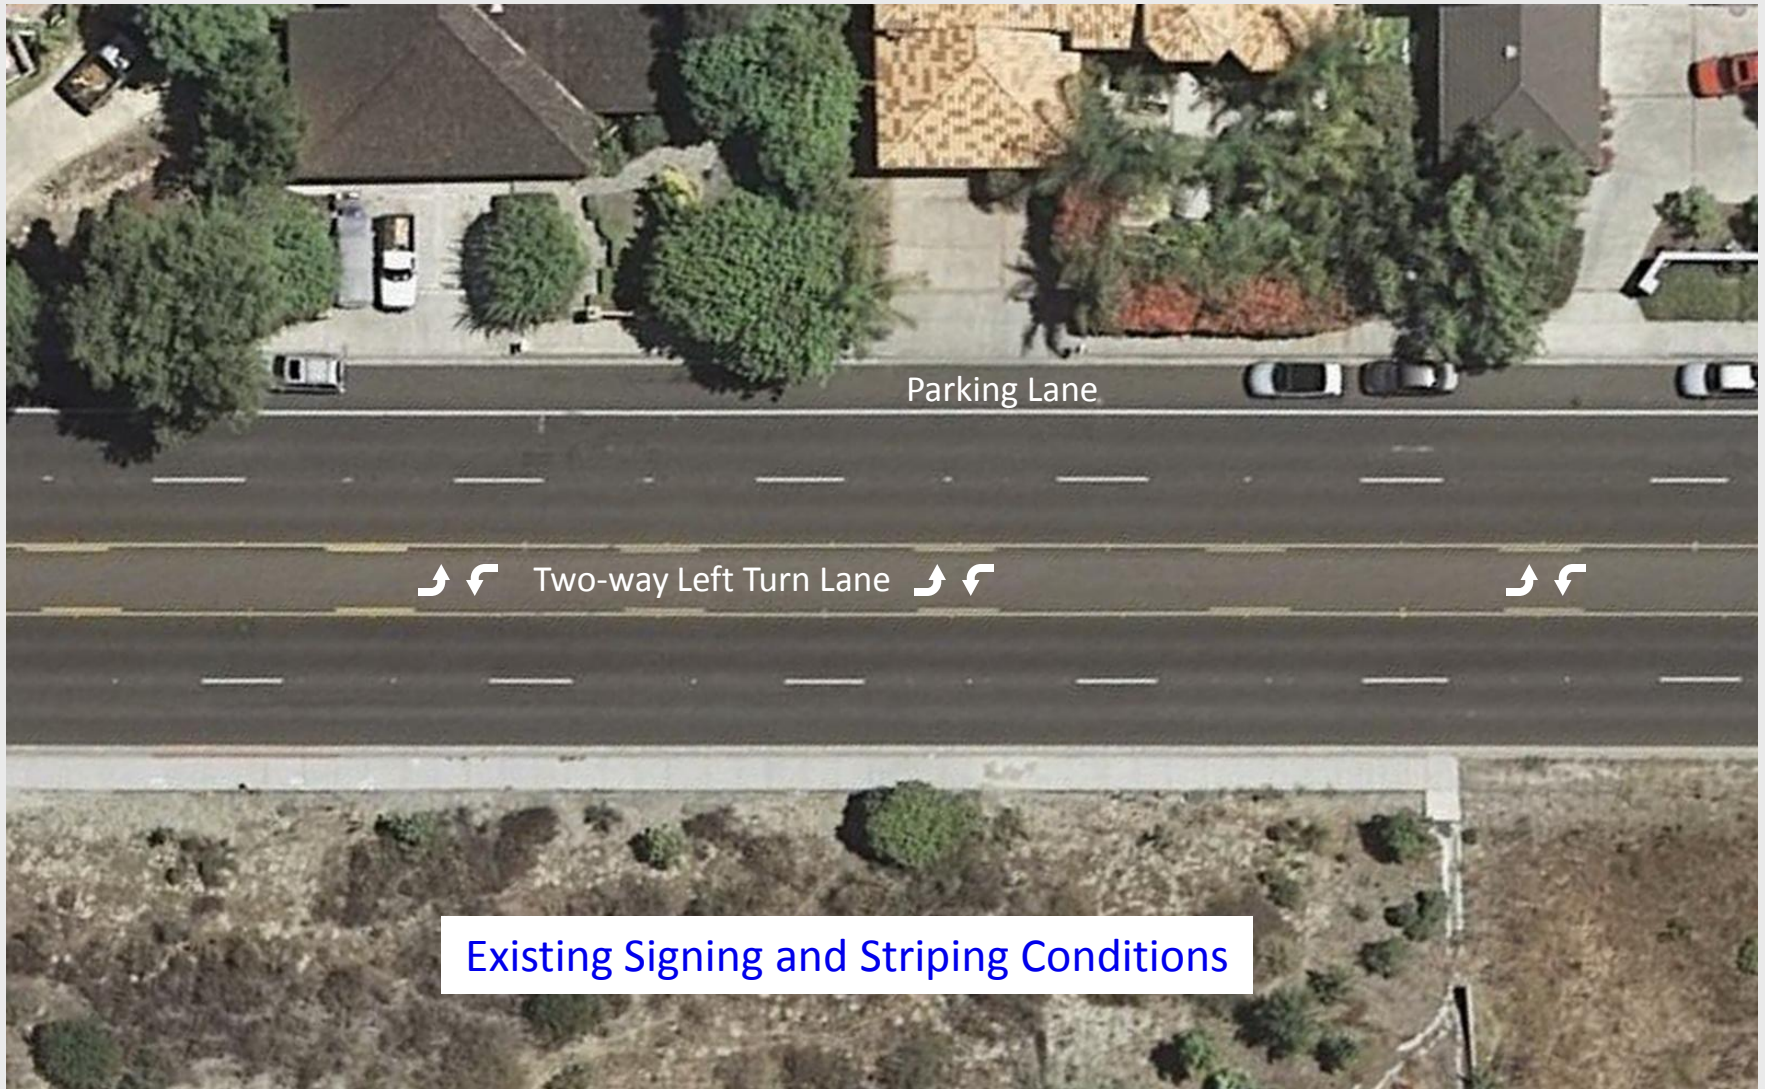 Parking Lane
Two-way Left Turn Lane
Existing Signing and Striping Conditions